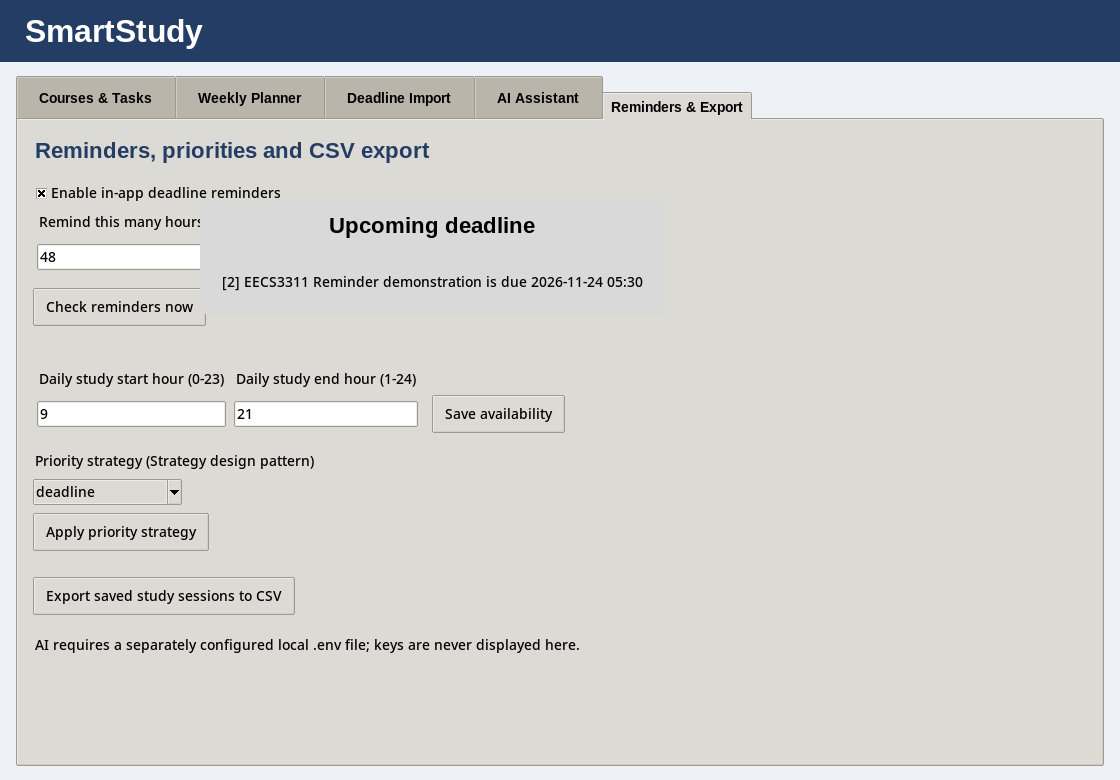 SmartStudy
Courses & Tasks
Weekly Planner
Deadline Import
AI Assistant
Reminders & Export
Reminders, priorities and CSV export
Enable in-app deadline reminders
Remind this many hours
48
Upcoming deadline
[2] EECS3311 Reminder demonstration is due 2026-11-24 05:30
Check reminders now
Daily study start hour (0-23)
Daily study end hour (1-24)
9
21
Save availability
Priority strategy (Strategy design pattern)
deadline
Apply priority strategy
Export saved study sessions to CSV
AI requires a separately configured local .env file; keys are never displayed here.